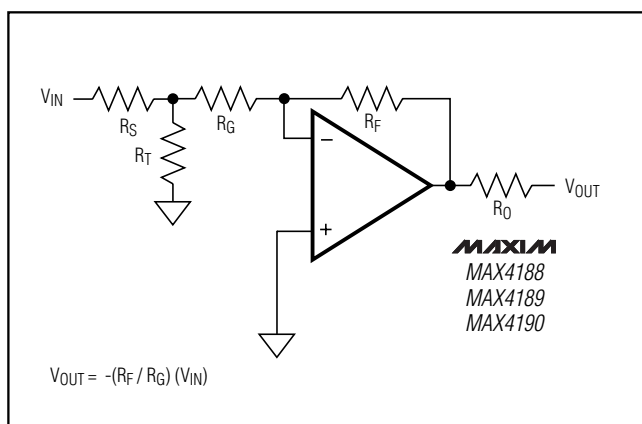 VIN
RS
RG
RF
RT
−
+
RO
VOUT
MAXIM
MAX4188
MAX4189
MAX4190
VOUT = -(RF / RG) (VIN)